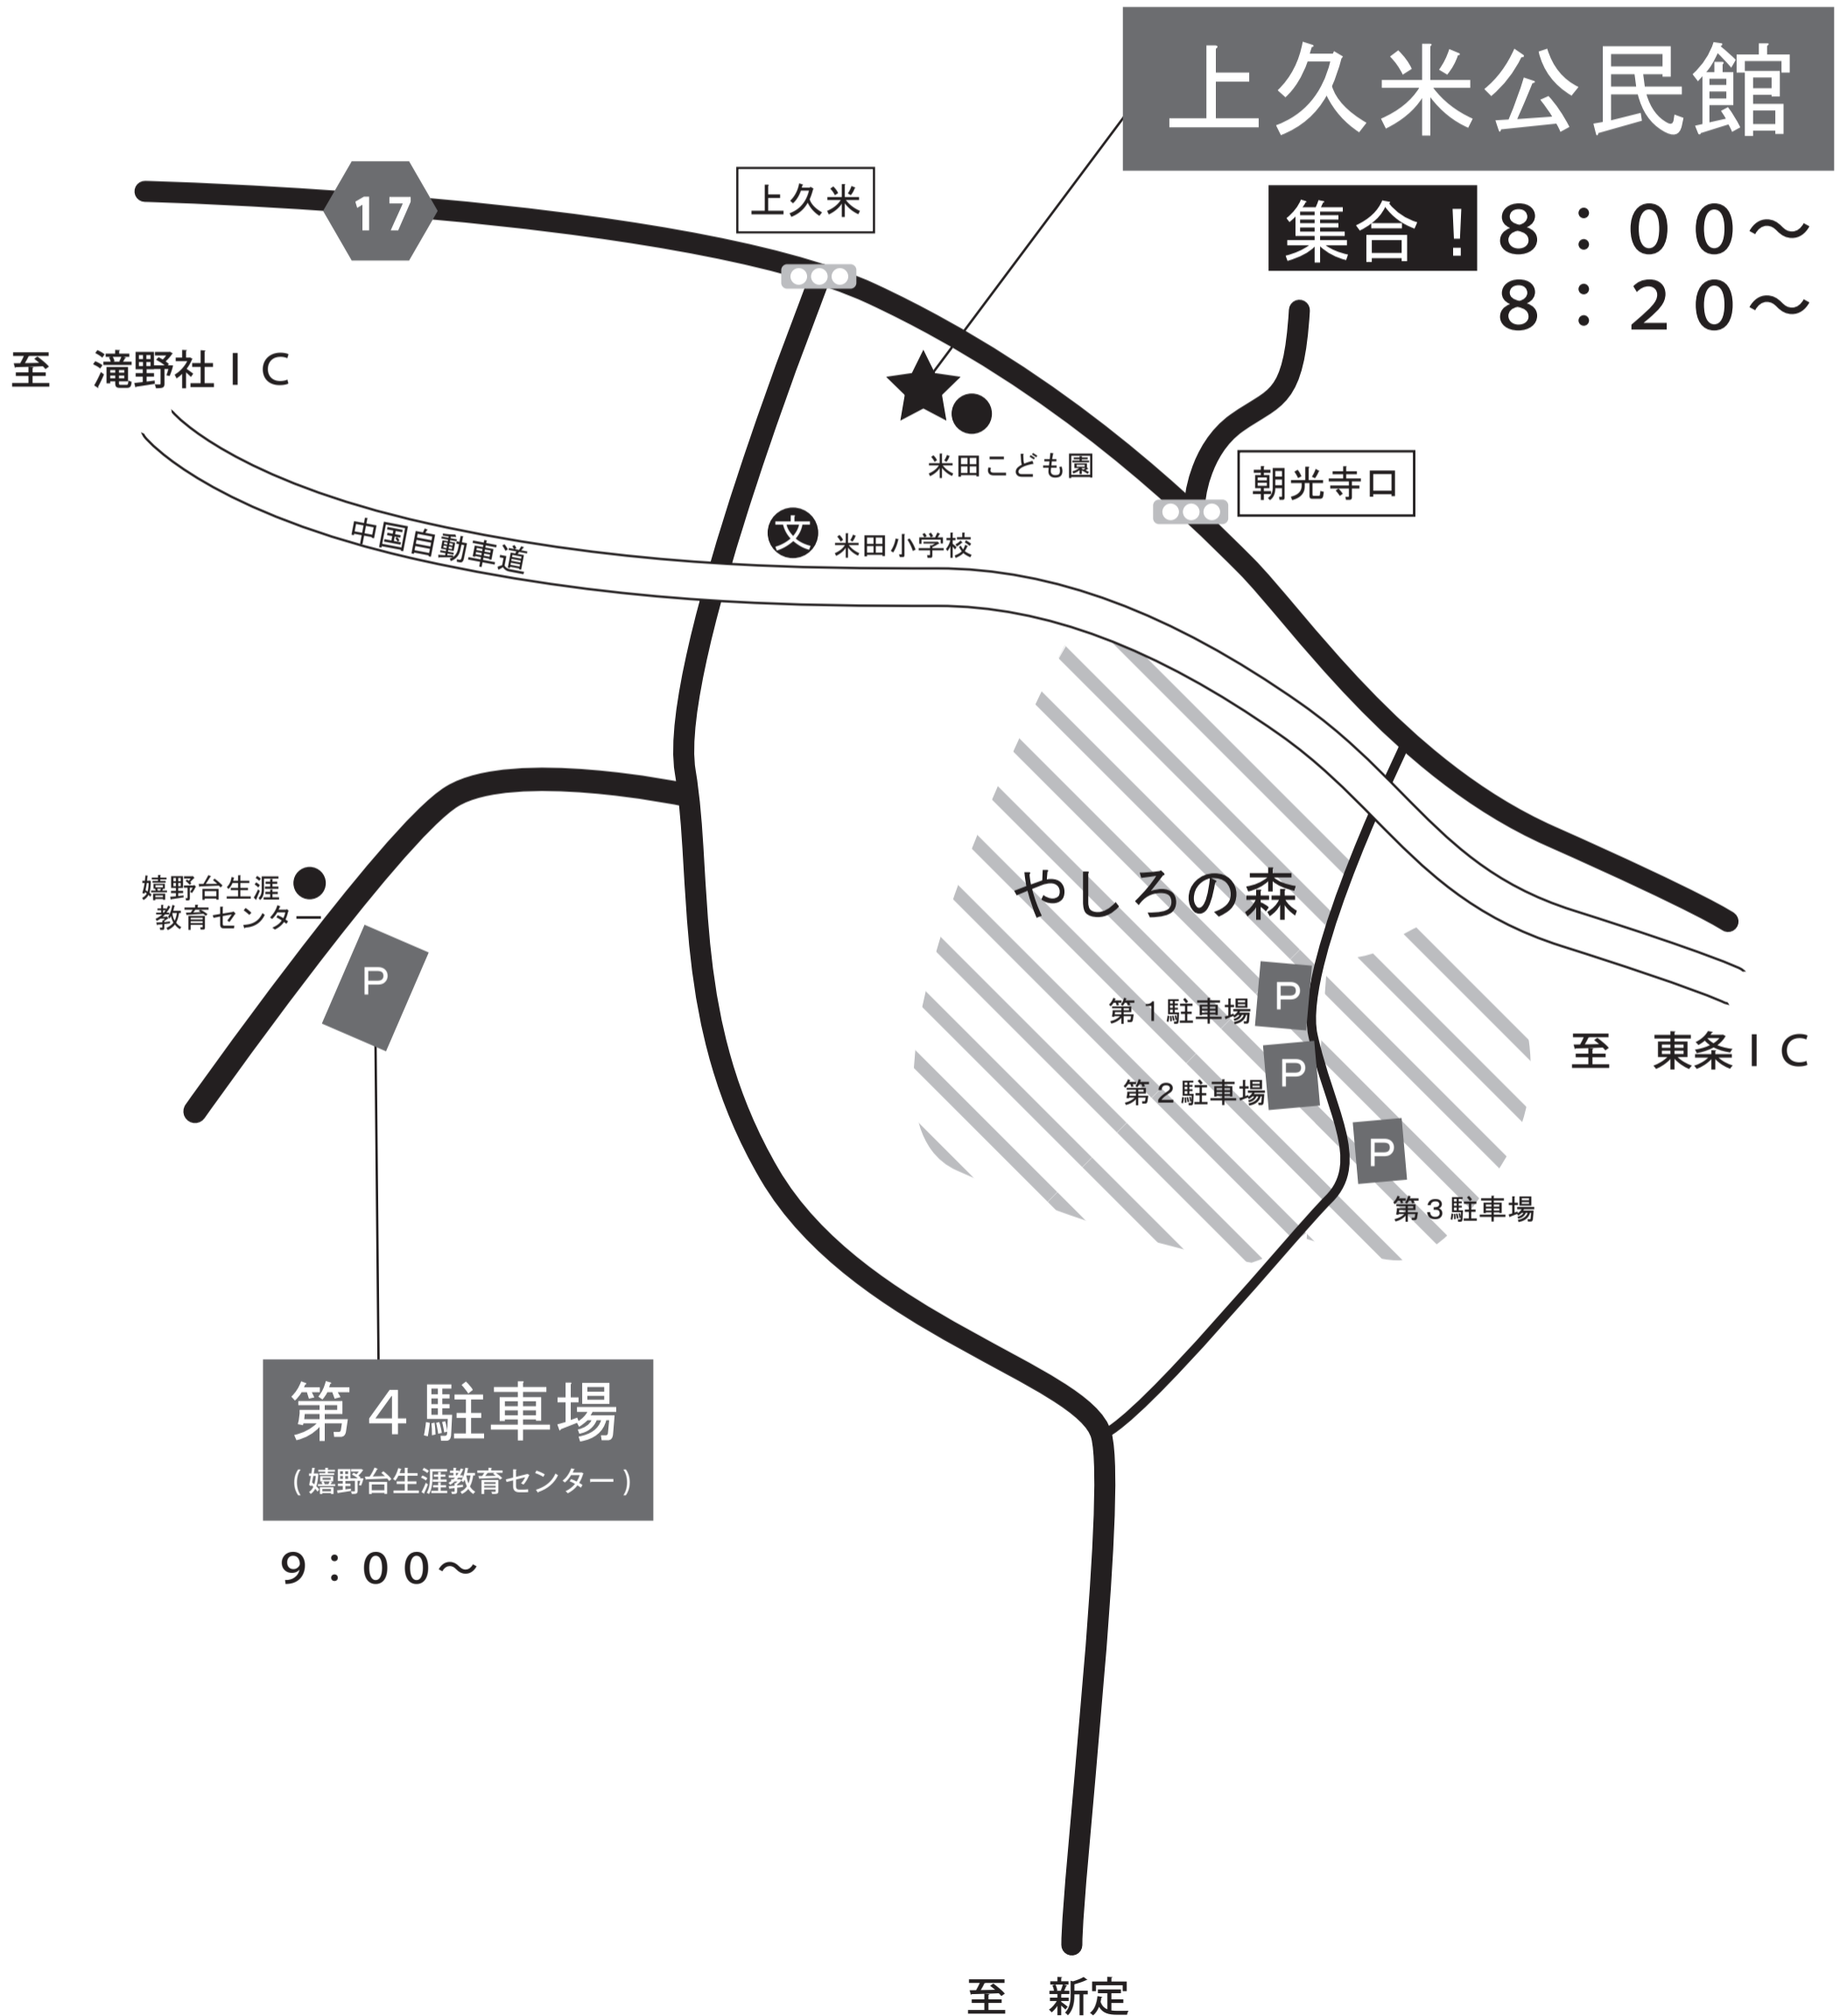 上久米公民館
集合！ 8：00～
8：20～
17
上久米
至　滝野社IC
米田こども園
朝光寺口
文
米田小学校
中国自動車道
やしろの森
嬉野台生涯
教育センター
P
P
第1駐車場
P
第2駐車場
P
第3駐車場
至　東条IC
第4駐車場
（嬉野台生涯教育センター）
9：00～
至　新定